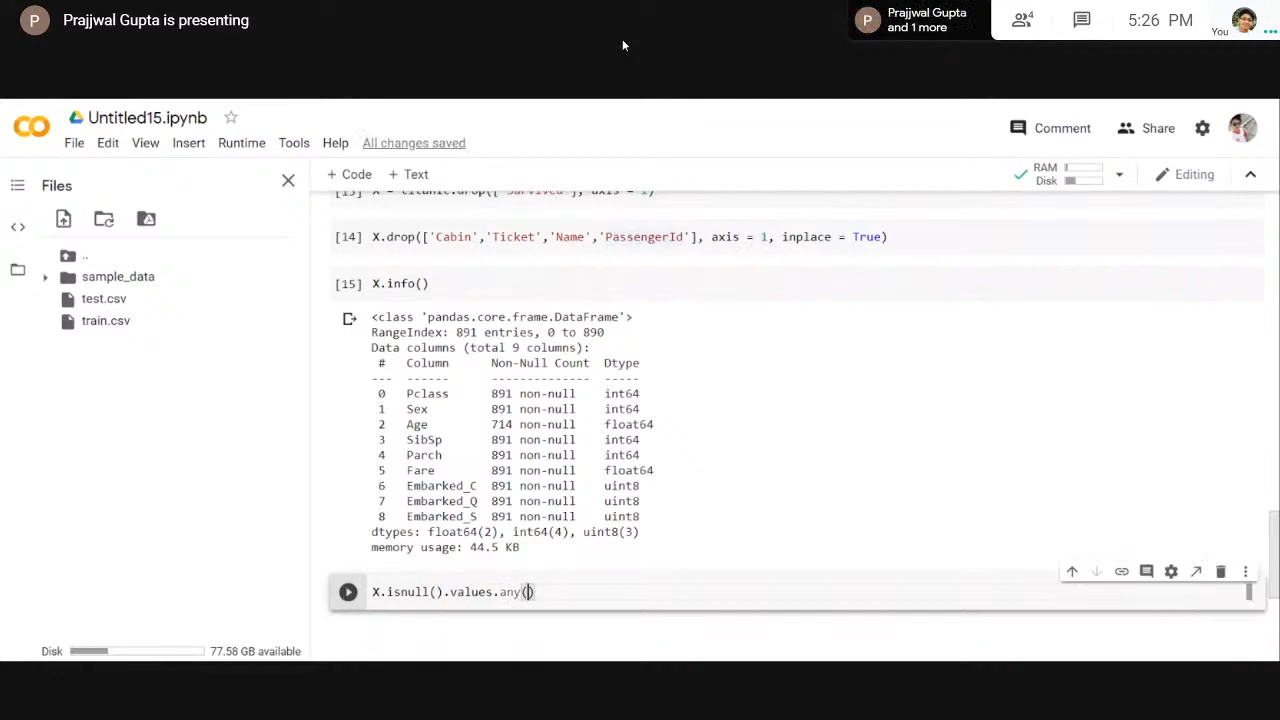 P Prajjwal Gupta is presenting
P Prajjwal Gupta
and 1 more
4
5:26 PM
You
Untitled15.ipynb
File Edit View Insert Runtime Tools Help All changes saved
Comment Share
Files
+ Code + Text
RAM
Disk
Editing
..
sample_data
test.csv
train.csv
Disk 77.58 GB available
[13] X = titanic.drop(['Survived'], axis = 1)
[14] X.drop(['Cabin','Ticket','Name','PassengerId'], axis = 1, inplace = True)
[15] X.info()
<class 'pandas.core.frame.DataFrame'>
RangeIndex: 891 entries, 0 to 890
Data columns (total 9 columns):
# Column Non-Null Count Dtype
--- ------ -------------- -----
0 Pclass 891 non-null int64
1 Sex 891 non-null int64
2 Age 714 non-null float64
3 SibSp 891 non-null int64
4 Parch 891 non-null int64
5 Fare 891 non-null float64
6 Embarked_C 891 non-null uint8
7 Embarked_Q 891 non-null uint8
8 Embarked_S 891 non-null uint8
dtypes: float64(2), int64(4), uint8(3)
memory usage: 44.5 KB
X.isnull().values.any()